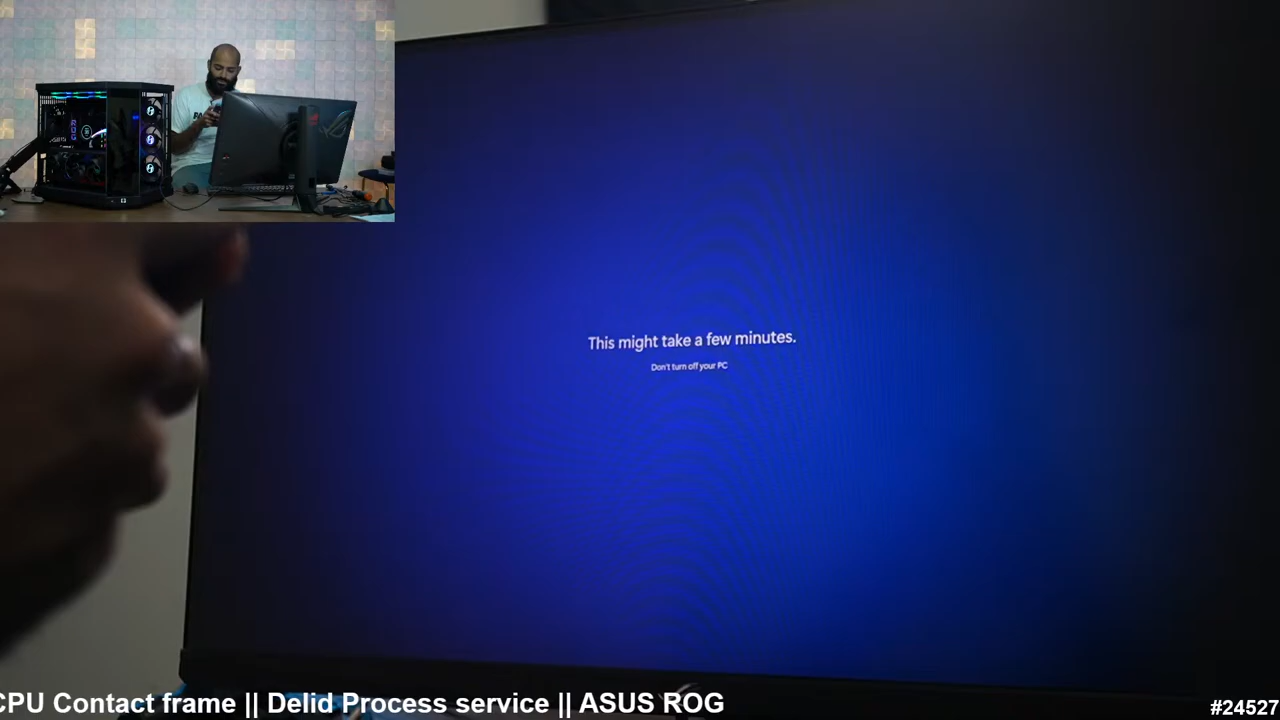 This might take a few minutes.
Don't turn off your PC
CPU Contact frame || Delid Process service || ASUS ROG
#24527